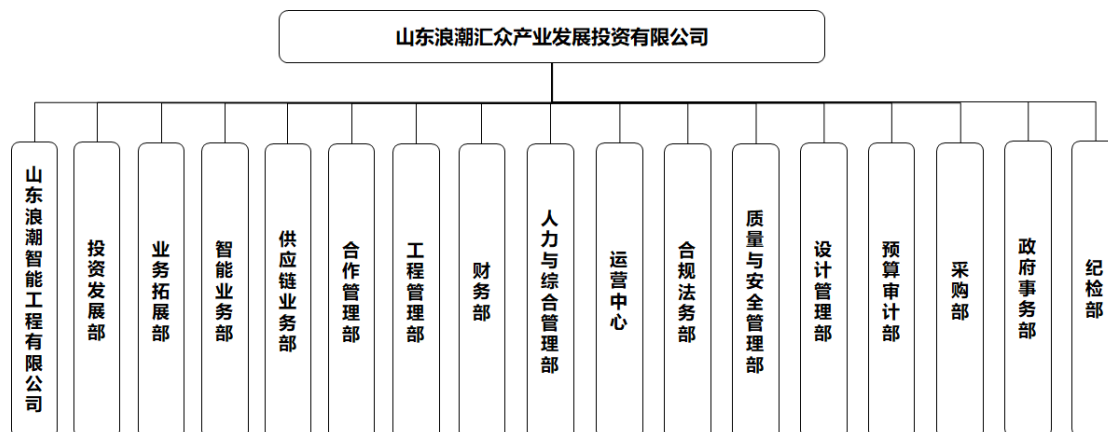 山东浪潮汇众产业发展投资有限公司
山东浪潮智能工程有限公司
投资发展部
业务拓展部
智能业务部
供应链业务部
合作管理部
工程管理部
财务部
人力与综合管理部
运营中心
合规法务部
质量与安全管理部
设计管理部
预算审计部
采购部
政府事务部
纪检部